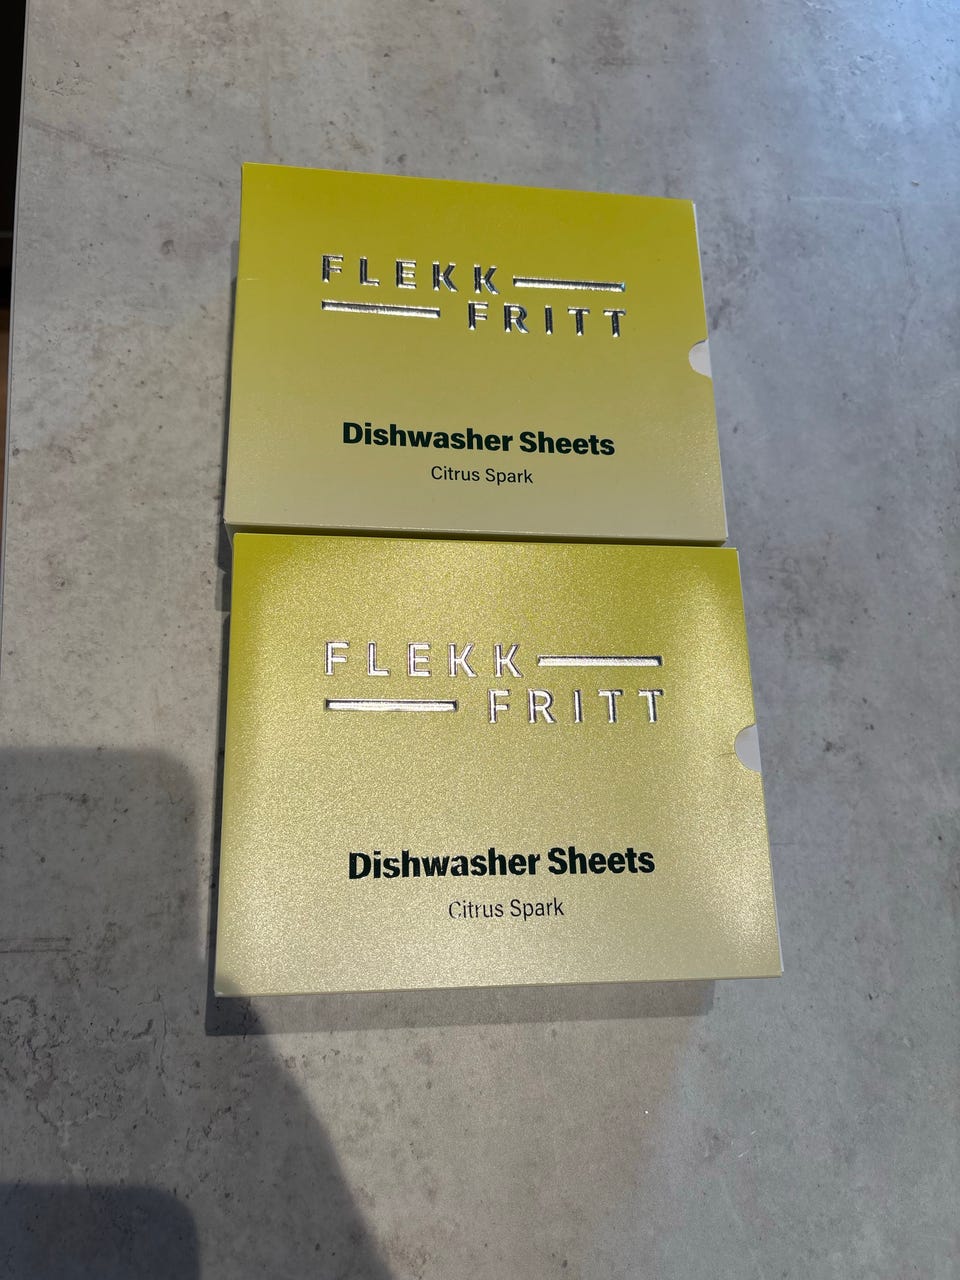 FLEKK
FRITT
Dishwasher Sheets
Citrus Spark
FLEKK
FRITT
Dishwasher Sheets
Citrus Spark